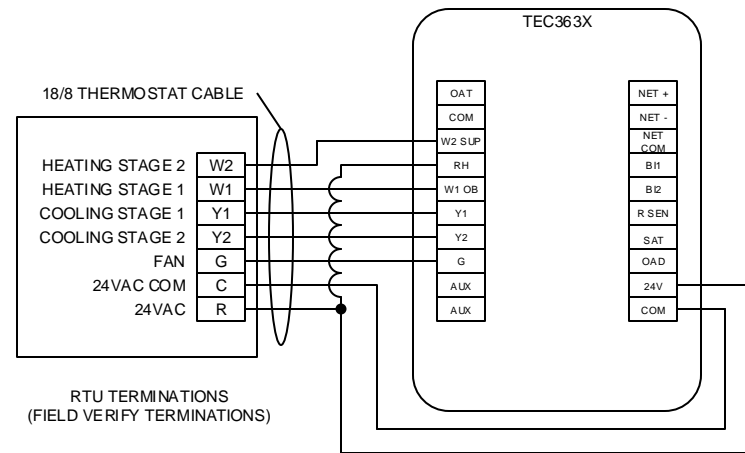 TEC363X
18/8 THERMOSTAT CABLE
HEATING STAGE 2 W2
HEATING STAGE 1 W1
COOLING STAGE 1 Y1
COOLING STAGE 2 Y2
FAN G
24VAC COM C
24VAC R
RTU TERMINATIONS
(FIELD VERIFY TERMINATIONS)
OAT
COM
W2 SUP
RH
W1 OB
Y1
Y2
G
AUX
AUX
NET +
NET -
NET
COM
BI1
BI2
R SEN
SAT
OAD
24V
COM